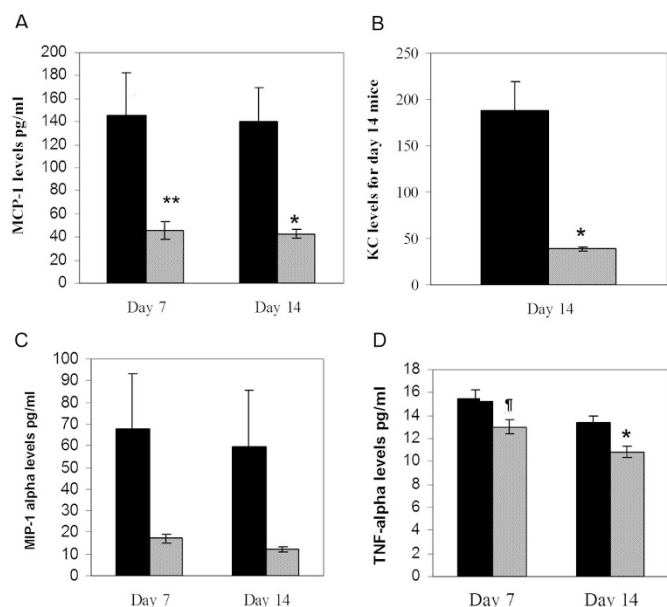 A
MCP-1 levels pg/ml
200
180
160
140
120
100
80
60
40
20
0
**
*
Day 7
Day 14
B
KC levels for day 14 mice
250
200
150
100
50
0
*
Day 14
C
MIP-1 alpha levels pg/ml
100
90
80
70
60
50
40
30
20
10
0
Day 7
Day 14
D
TNF-alpha levels pg/ml
18
16
14
12
10
8
6
4
2
0
¶
*
Day 7
Day 14